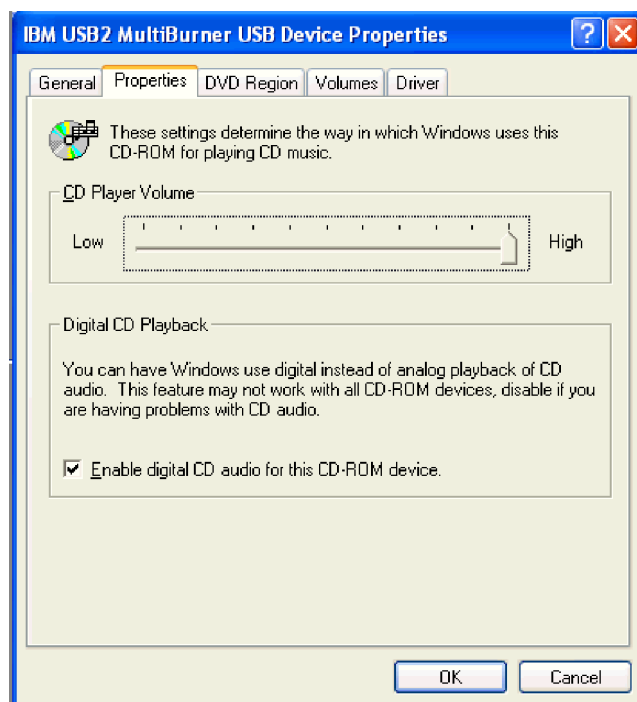 IBM USB2 MultiBurner USB Device Properties
General Properties DVD Region Volumes Driver
These settings determine the way in which Windows uses this
CD-ROM for playing CD music.
CD Player Volume
Low High
Digital CD Playback
You can have Windows use digital instead of analog playback of CD
audio. This feature may not work with all CD-ROM devices, disable if you
are having problems with CD audio.
Enable digital CD audio for this CD-ROM device.
OK Cancel